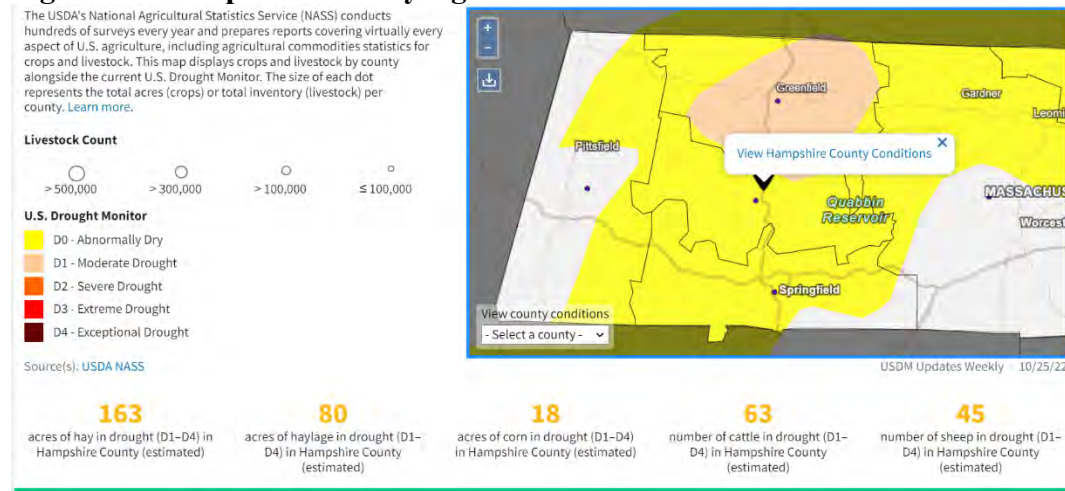 The USDA's National Agricultural Statistics Service (NASS) conducts
hundreds of surveys every year and prepares reports covering virtually every
aspect of U.S. agriculture, including agricultural commodities statistics for
crops and livestock. This map displays crops and livestock by county
alongside the current U.S. Drought Monitor. The size of each dot
represents the total acres (crops) or total inventory (livestock) per
county. Learn more.
Livestock Count
>500,000 >300,000 >100,000 ≤100,000
U.S. Drought Monitor
D0 - Abnormally Dry
D1 - Moderate Drought
D2 - Severe Drought
D3 - Extreme Drought
D4 - Exceptional Drought
Source(s): USDA NASS
+
−
Greenfield
Gardner
Leomi
Pittsfield
View Hampshire County Conditions ×
Quabbin
Reservoir
MASSACHUS
Worcest
Springfield
View county conditions
- Select a county -
USDM Updates Weekly 10/25/22
163
acres of hay in drought (D1–D4) in
Hampshire County (estimated)
80
acres of haylage in drought (D1–
D4) in Hampshire County
(estimated)
18
acres of corn in drought (D1–D4)
in Hampshire County (estimated)
63
number of cattle in drought (D1–
D4) in Hampshire County
(estimated)
45
number of sheep in drought (D1–
D4) in Hampshire County
(estimated)